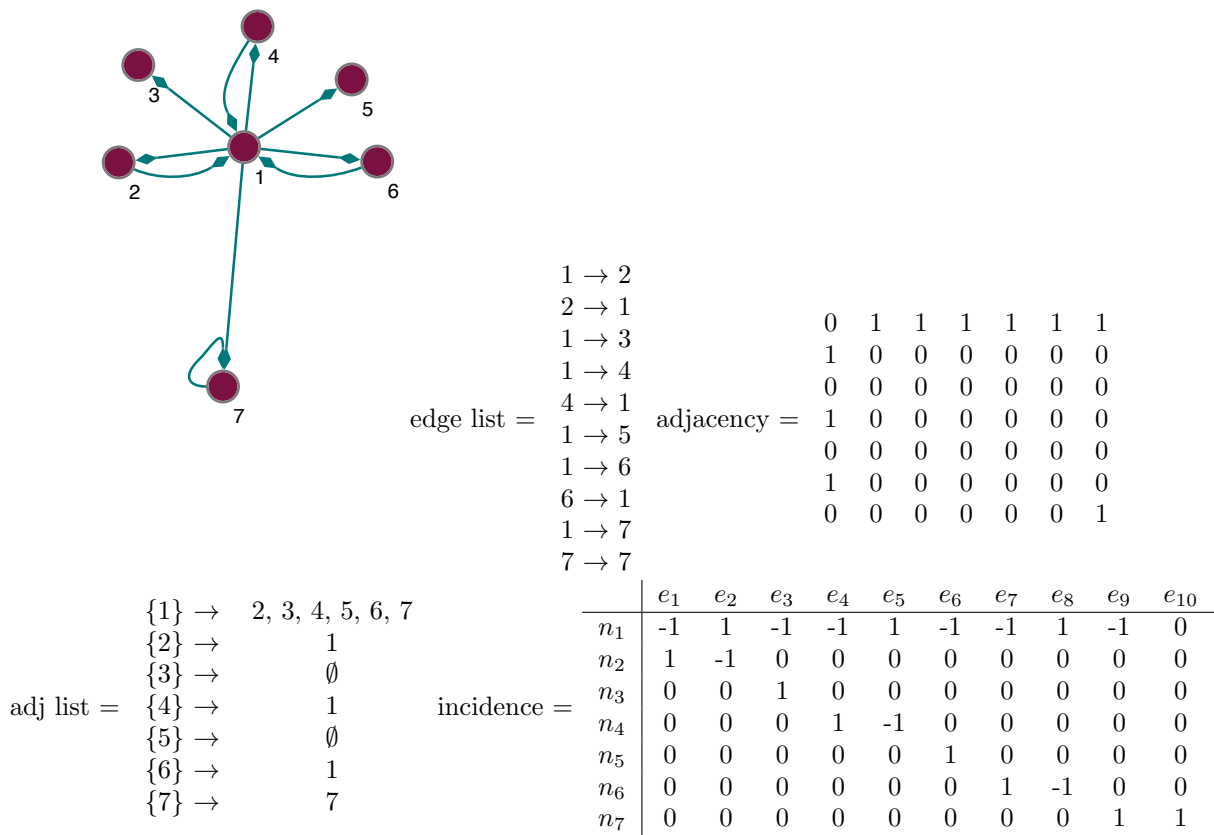 4
3
5
1
2
6
7
edge list =
1 → 2
2 → 1
1 → 3
1 → 4
4 → 1
1 → 5
1 → 6
6 → 1
1 → 7
7 → 7
adjacency =
0 1 1 1 1 1 1
1 0 0 0 0 0 0
0 0 0 0 0 0 0
1 0 0 0 0 0 0
0 0 0 0 0 0 0
1 0 0 0 0 0 0
0 0 0 0 0 0 1
adj list =
{1} → 2, 3, 4, 5, 6, 7
{2} → 1
{3} → ∅
{4} → 1
{5} → ∅
{6} → 1
{7} → 7
incidence =
e₁ e₂ e₃ e₄ e₅ e₆ e₇ e₈ e₉ e₁₀
n₁ -1 1 -1 -1 1 -1 -1 1 -1 0
n₂ 1 -1 0 0 0 0 0 0 0 0
n₃ 0 0 1 0 0 0 0 0 0 0
n₄ 0 0 0 1 -1 0 0 0 0 0
n₅ 0 0 0 0 0 1 0 0 0 0
n₆ 0 0 0 0 0 0 1 -1 0 0
n₇ 0 0 0 0 0 0 0 0 1 1